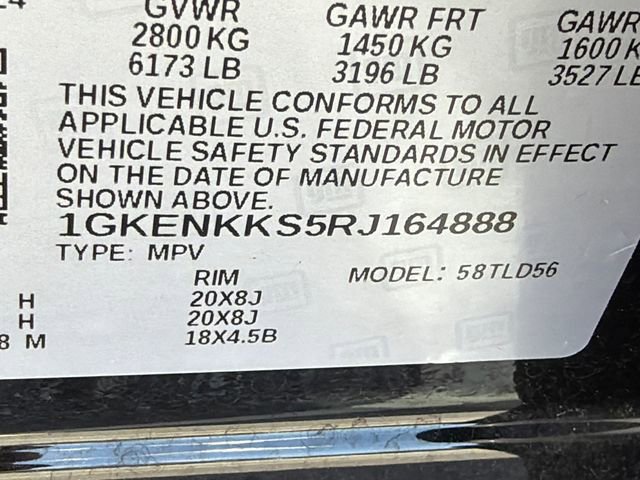 GVWR GAWR FRT GAWR
2800 KG 1450 KG 1600 K
6173 LB 3196 LB 3527 LB
THIS VEHICLE CONFORMS TO ALL
APPLICABLE U.S. FEDERAL MOTOR
VEHICLE SAFETY STANDARDS IN EFFECT
ON THE DATE OF MANUFACTURE
SHOWN ABOVE.
1GKENKKS5RJ164888
TYPE: MPV
RIM MODEL: 58TLD56
H 20X8J
H 20X8J
8 M 18X4.5B